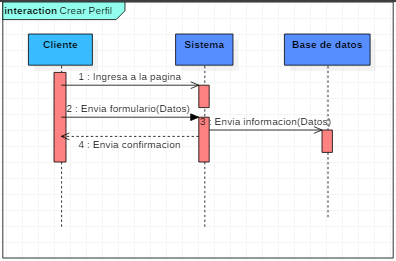 interaction Crear Perfil
Cliente
Sistema
Base de datos
1 : Ingresa a la pagina
2 : Envia formulario(Datos)
3 : Envia informacion(Datos)
4 : Envia confirmacion